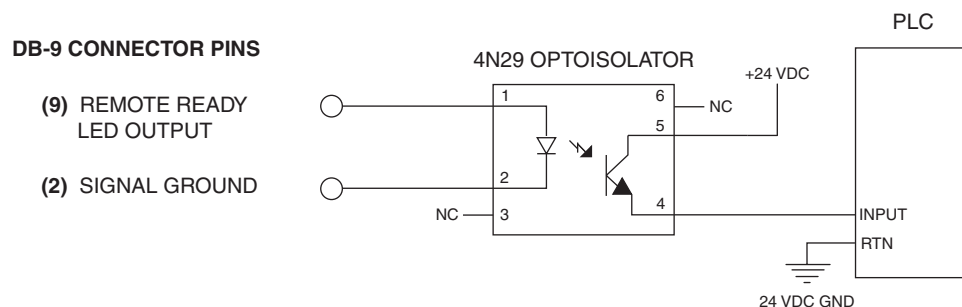 PLC
DB-9 CONNECTOR PINS
4N29 OPTOISOLATOR
+24 VDC
(9) REMOTE READY
LED OUTPUT
1
6
NC
5
(2) SIGNAL GROUND
2
NC
3
4
INPUT
RTN
24 VDC GND